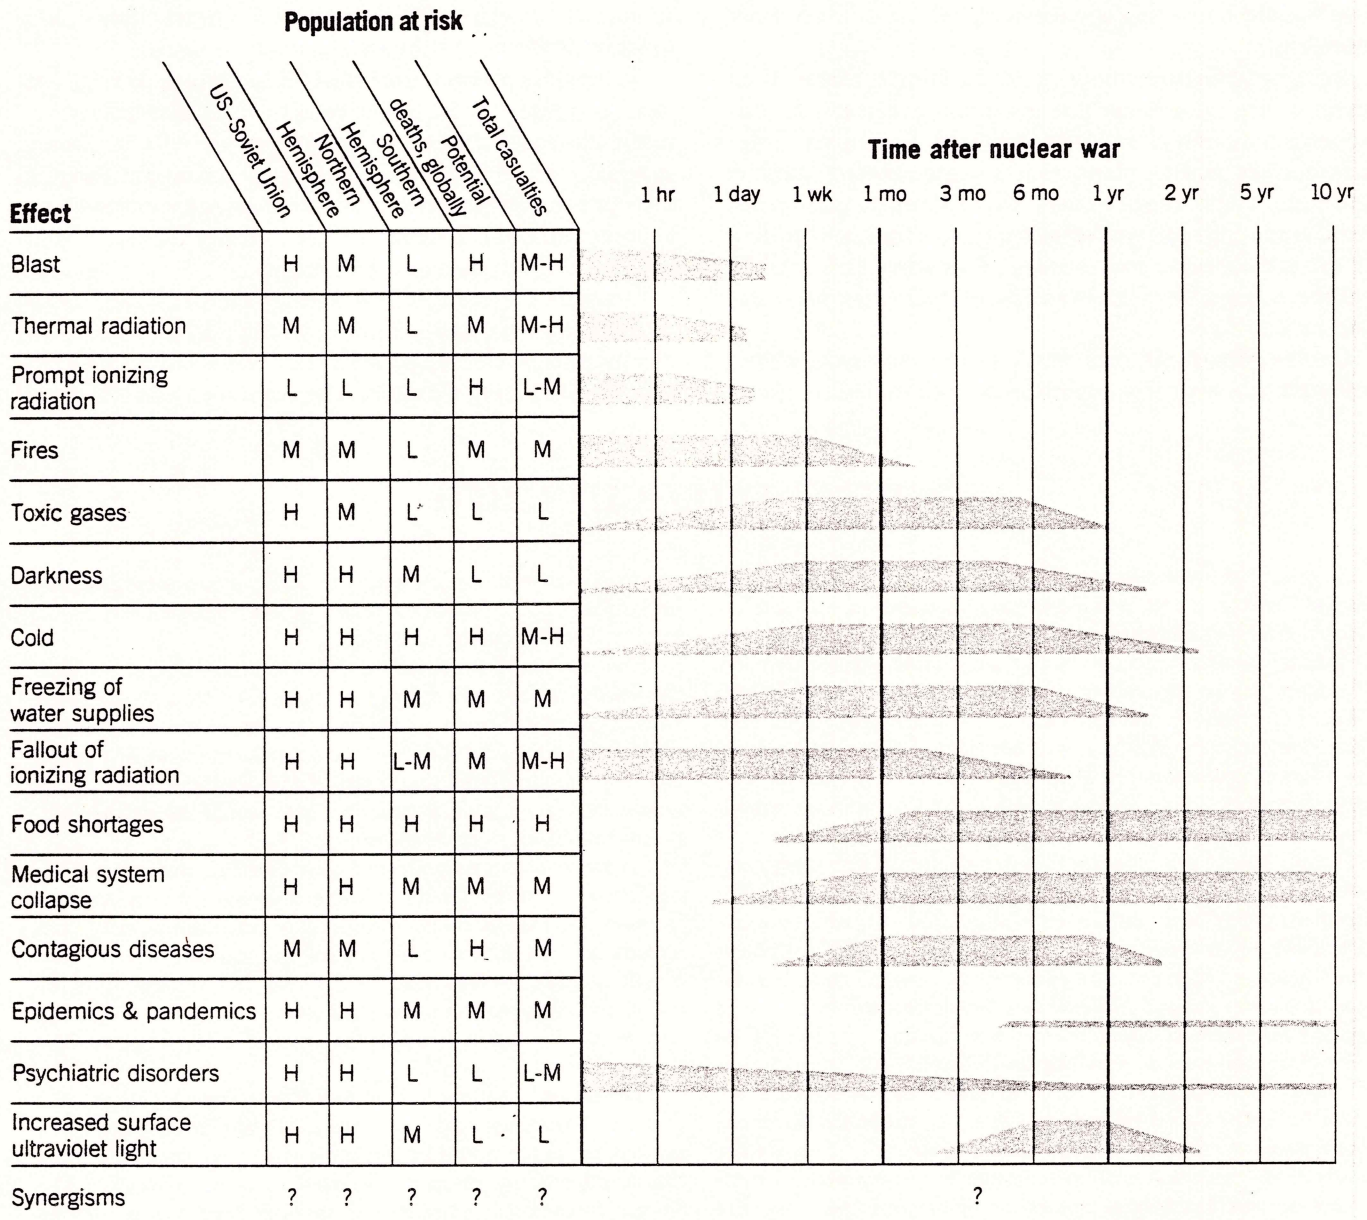 Population at risk
US–Soviet Union
Northern
Hemisphere
Southern
Hemisphere
Potential
deaths, globally
Total casualties
Time after nuclear war
Effect
1 hr 1 day 1 wk 1 mo 3 mo 6 mo 1 yr 2 yr 5 yr 10 yr
Blast H M L H M-H
Thermal radiation M M L M M-H
Prompt ionizing
radiation L L L H L-M
Fires M M L M M
Toxic gases H M L L L
Darkness H H M L L
Cold H H H H M-H
Freezing of
water supplies H H M M M
Fallout of
ionizing radiation H H L-M M M-H
Food shortages H H H H H
Medical system
collapse H H M M M
Contagious diseases M M L H M
Epidemics & pandemics H H M M M
Psychiatric disorders H H L L L-M
Increased surface
ultraviolet light H H M L L
Synergisms ? ? ? ? ? ?